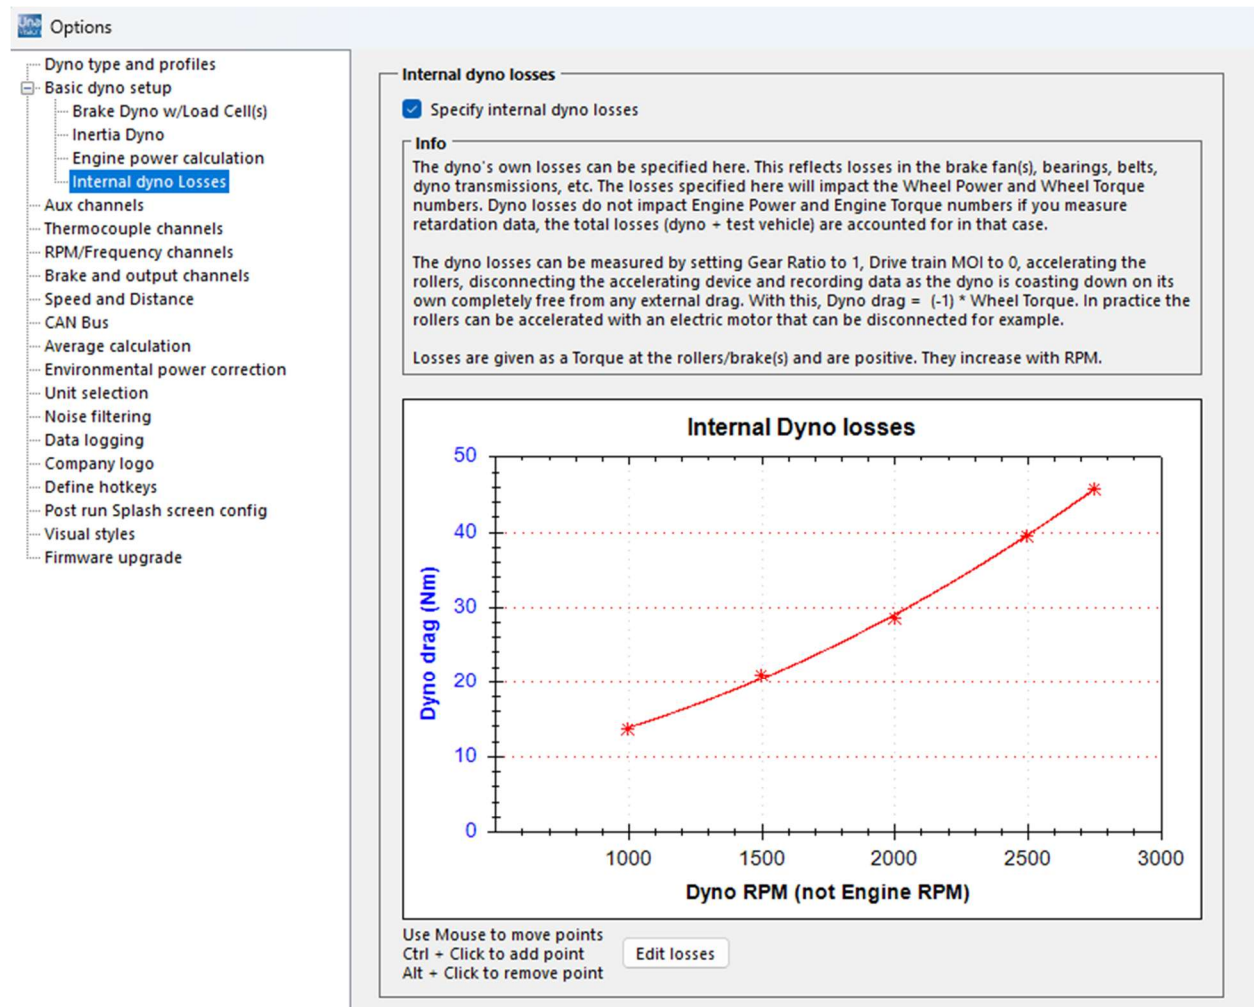 Una
Vision
Options
Dyno type and profiles
Basic dyno setup
Brake Dyno w/Load Cell(s)
Inertia Dyno
Engine power calculation
Internal dyno Losses
Aux channels
Thermocouple channels
RPM/Frequency channels
Brake and output channels
Speed and Distance
CAN Bus
Average calculation
Environmental power correction
Unit selection
Noise filtering
Data logging
Company logo
Define hotkeys
Post run Splash screen config
Visual styles
Firmware upgrade
Internal dyno losses
Specify internal dyno losses
Info
The dyno's own losses can be specified here. This reflects losses in the brake fan(s), bearings, belts,
dyno transmissions, etc. The losses specified here will impact the Wheel Power and Wheel Torque
numbers. Dyno losses do not impact Engine Power and Engine Torque numbers if you measure
retardation data, the total losses (dyno + test vehicle) are accounted for in that case.
The dyno losses can be measured by setting Gear Ratio to 1, Drive train MOI to 0, accelerating the
rollers, disconnecting the accelerating device and recording data as the dyno is coasting down on its
own completely free from any external drag. With this, Dyno drag = (-1) * Wheel Torque. In practice the
rollers can be accelerated with an electric motor that can be disconnected for example.
Losses are given as a Torque at the rollers/brake(s) and are positive. They increase with RPM.
Internal Dyno losses
50
40
30
20
10
0
Dyno drag (Nm)
1000 1500 2000 2500 3000
Dyno RPM (not Engine RPM)
Use Mouse to move points
Ctrl + Click to add point
Alt + Click to remove point
Edit losses